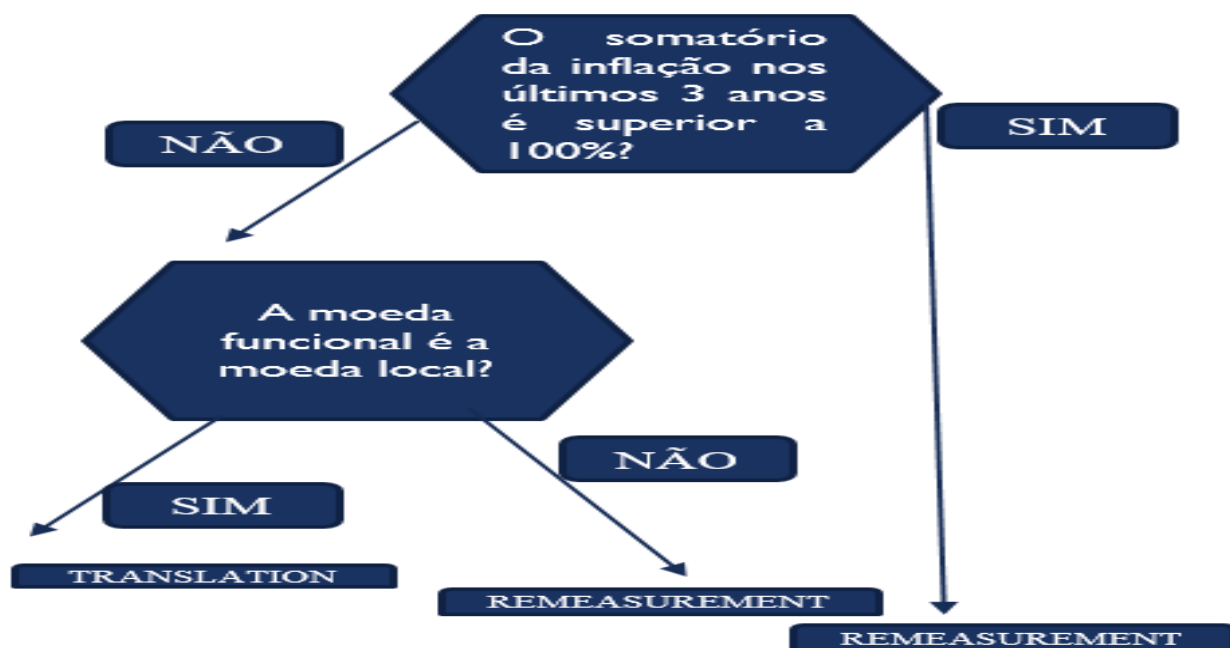 O somatório
da inflação nos
últimos 3 anos
é superior a
100%?
NÃO
SIM
A moeda
funcional é a
moeda local?
NÃO
SIM
TRANSLATION
REMEASUREMENT
REMEASUREMENT